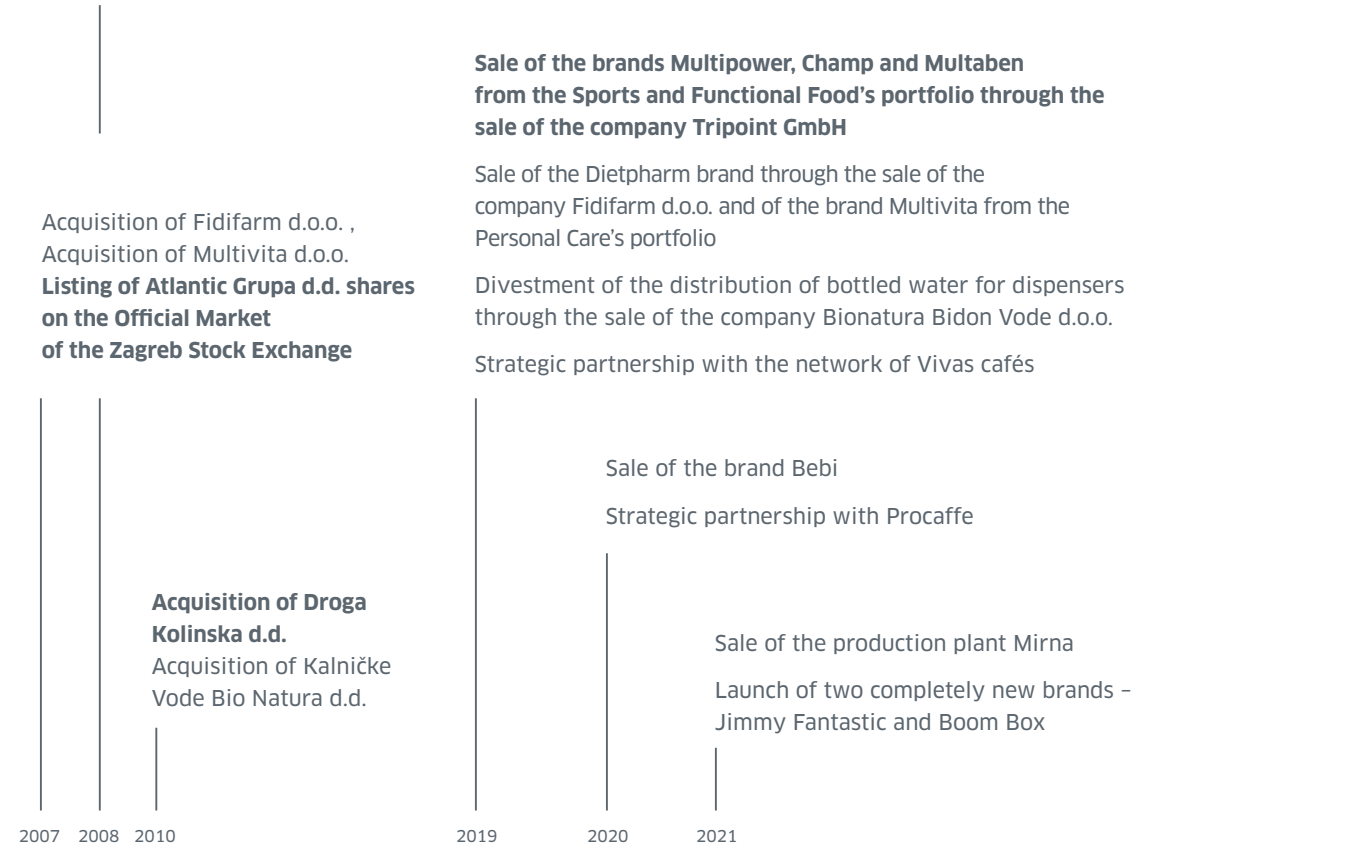 Sale of the brands Multipower, Champ and Multaben
from the Sports and Functional Food’s portfolio through the
sale of the company Tripoint GmbH
Sale of the Dietpharm brand through the sale of the
company Fidifarm d.o.o. and of the brand Multivita from the
Personal Care’s portfolio
Divestment of the distribution of bottled water for dispensers
through the sale of the company Bionatura Bidon Vode d.o.o.
Strategic partnership with the network of Vivas cafés
Acquisition of Fidifarm d.o.o. ,
Acquisition of Multivita d.o.o.
Listing of Atlantic Grupa d.d. shares
on the Official Market
of the Zagreb Stock Exchange
Sale of the brand Bebi
Strategic partnership with Procaffe
Acquisition of Droga
Kolinska d.d.
Acquisition of Kalničke
Vode Bio Natura d.d.
Sale of the production plant Mirna
Launch of two completely new brands –
Jimmy Fantastic and Boom Box
2007 2008 2010 2019 2020 2021